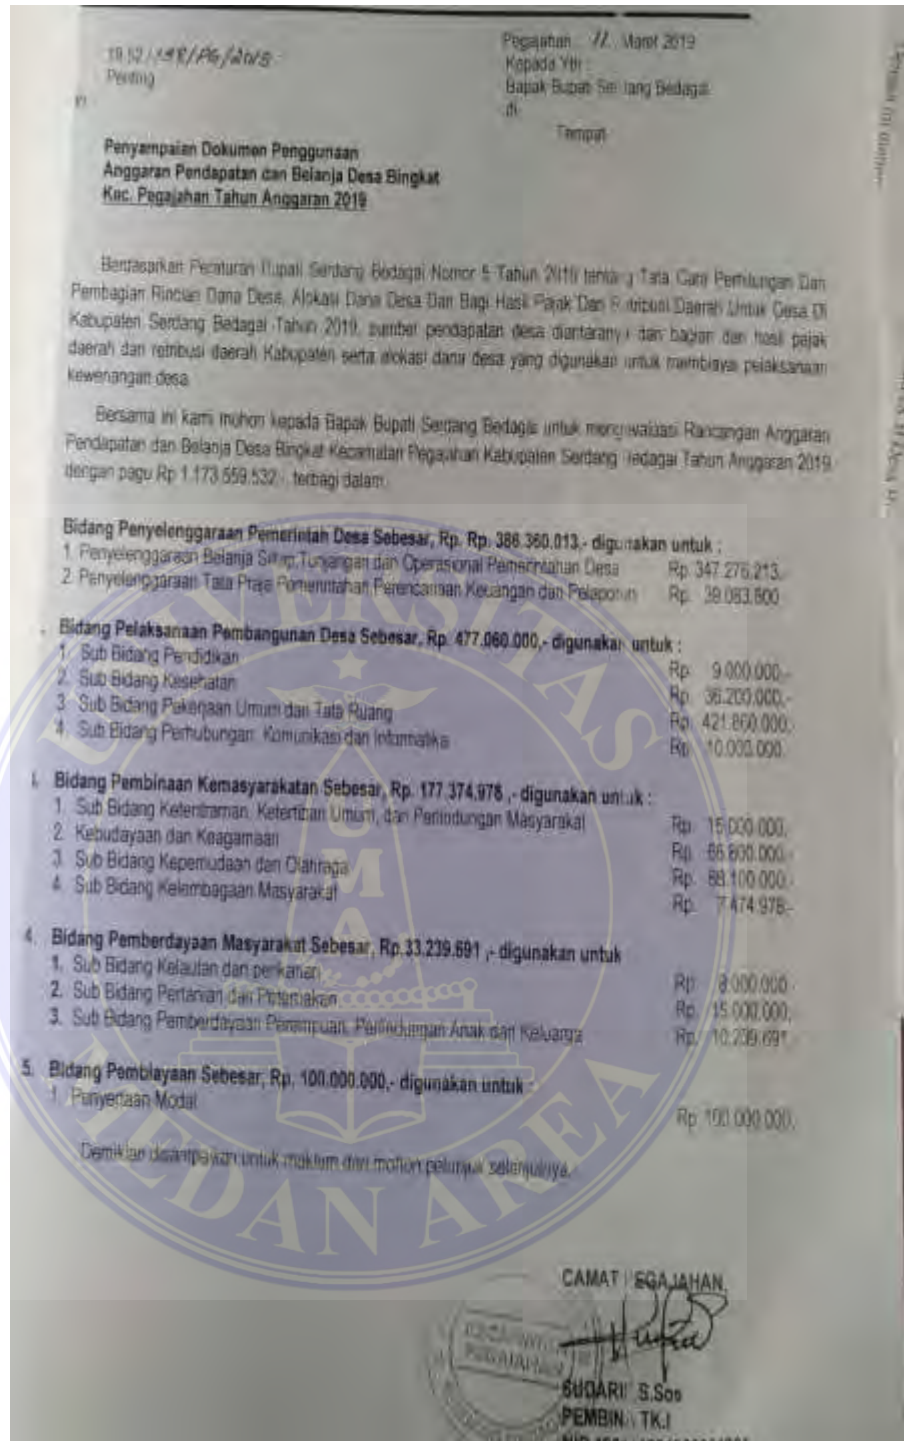 Pegajahan 11 Maret 2019
19.52 / 198/PG/2018
Kepada Yth :
Penting
Bapak Bupati Serdang Bedagai
di
Tempat
Penyampaian Dokumen Penggunaan
Anggaran Pendapatan dan Belanja Desa Bingkat
Kec. Pegajahan Tahun Anggaran 2019
Berdasarkan Peraturan Bupati Serdang Bedagai Nomor 5 Tahun 2019 tentang Tata Cara Perhitungan Dan
Pembagian Rincian Dana Desa, Alokasi Dana Desa Dan Bagi Hasil Pajak Dan Retribusi Daerah Untuk Desa Di
Kabupaten Serdang Bedagai Tahun 2019, sumber pendapatan desa diantaranya dari bagian dari hasil pajak
daerah dan retribusi daerah Kabupaten serta alokasi dana desa yang digunakan untuk membiayai pelaksanaan
kewenangan desa
Bersama ini kami mohon kepada Bapak Bupati Serdang Bedagai untuk mengevaluasi Rancangan Anggaran
Pendapatan dan Belanja Desa Bingkat Kecamatan Pegajahan Kabupaten Serdang Bedagai Tahun Anggaran 2019
dengan pagu Rp 1.173.559.532,- terbagi dalam:
Bidang Penyelenggaraan Pemerintah Desa Sebesar, Rp. Rp. 386.360.013,- digunakan untuk :
1. Penyelenggaraan Belanja Siltap,Tunjangan dan Operasional Pemerintahan Desa Rp. 347.276.213,-
2. Penyelenggaraan Tata Praja Pemerintahan Perencanaan Keuangan dan Pelaporan Rp. 39.083.800
Bidang Pelaksanaan Pembangunan Desa Sebesar, Rp. 477.060.000,- digunakan untuk :
1. Sub Bidang Pendidikan Rp. 9.000.000,-
2. Sub Bidang Kesehatan Rp. 36.200.000,-
3. Sub Bidang Pekerjaan Umum dan Tata Ruang Rp. 421.860.000,-
4. Sub Bidang Perhubungan, Komunikasi dan Informatika Rp. 10.000.000,
Bidang Pembinaan Kemasyarakatan Sebesar, Rp. 177.374.978 ,- digunakan untuk :
1. Sub Bidang Ketentraman, Ketertiban Umum, dan Perlindungan Masyarakat Rp. 15.000.000,
2. Kebudayaan dan Keagamaan Rp. 66.800.000,-
3. Sub Bidang Kepemudaan dan Olahraga Rp. 88.100.000,-
4. Sub Bidang Kelembagaan Masyarakat Rp. 7.474.978,-
4. Bidang Pemberdayaan Masyarakat Sebesar, Rp.33.239.691 ,- digunakan untuk
1. Sub Bidang Kelautan dan perikanan Rp. 8.000.000,-
2. Sub Bidang Pertanian dan Peternakan Rp. 15.000.000,
3. Sub Bidang Pemberdayaan Perempuan, Perlindungan Anak dan Keluarga Rp. 10.239.691,
5. Bidang Pembiayaan Sebesar, Rp. 100.000.000,- digunakan untuk :
1. Penyertaan Modal Rp. 100.000.000,
Demikian disampaikan untuk maklum dan mohon petunjuk selanjutnya.
UNIVERSITAS
UMA
MEDAN AREA
CAMAT PEGAJAHAN,
KECAMATAN
PEGAJAHAN
S.Sos
PEMBINA TK.I